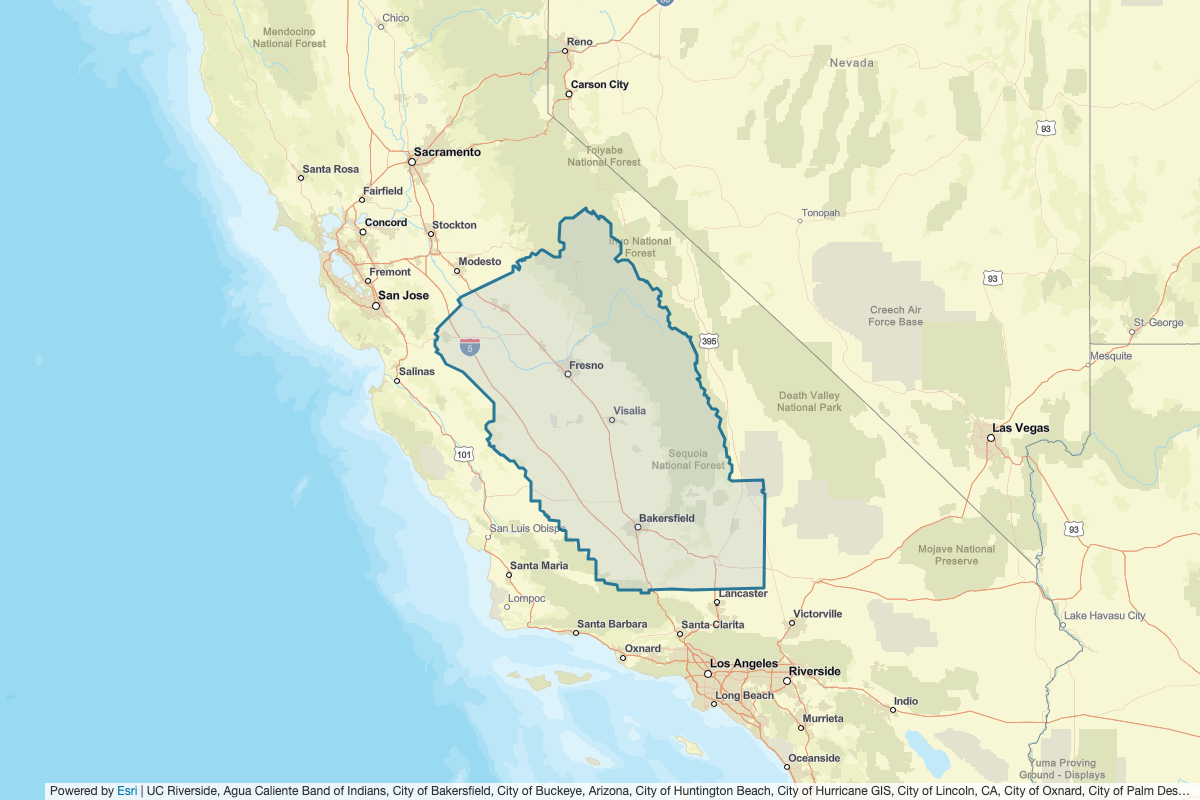 Chico
Mendocino
National Forest
Reno
Nevada
Carson City
93
Sacramento
Toiyabe
National Forest
Santa Rosa
Fairfield
Concord
Stockton
Tonopah
Inyo National
Forest
Modesto
Fremont
93
San Jose
Creech Air
Force Base
St. George
395
5
Mesquite
Fresno
Salinas
Death Valley
National Park
Visalia
Las Vegas
101
Sequoia
National Forest
Bakersfield
San Luis Obispo
93
Mojave National
Preserve
Santa Maria
Lancaster
Lompoc
Victorville
Lake Havasu City
Santa Barbara
Santa Clarita
Oxnard
Los Angeles
Riverside
Long Beach
Indio
Murrieta
Oceanside
Yuma Proving
Ground - Displays
Powered by Esri | UC Riverside, Agua Caliente Band of Indians, City of Bakersfield, City of Buckeye, Arizona, City of Huntington Beach, City of Hurricane GIS, City of Lincoln, CA, City of Oxnard, City of Palm Des...